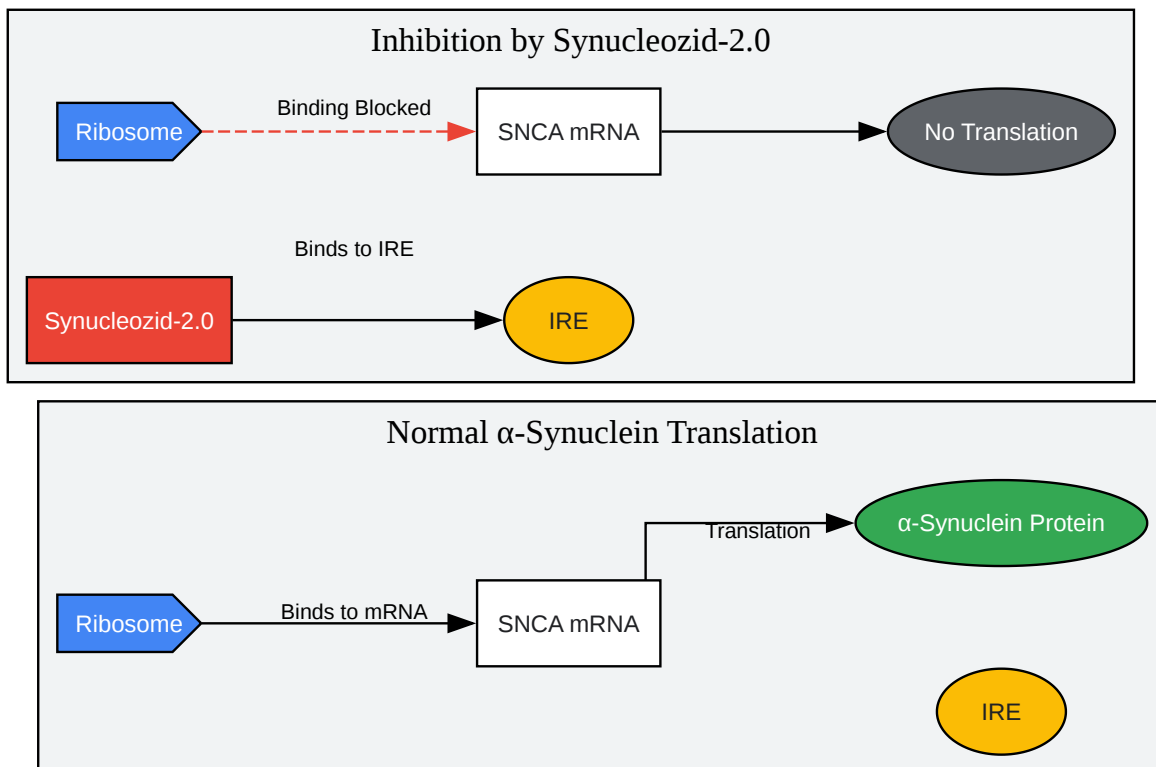 Inhibition by Synucleozid-2.0
Ribosome
Binding Blocked
SNCA mRNA
No Translation
Binds to IRE
Synucleozid-2.0
IRE
Normal α-Synuclein Translation
α-Synuclein Protein
Translation
Ribosome
Binds to mRNA
SNCA mRNA
IRE